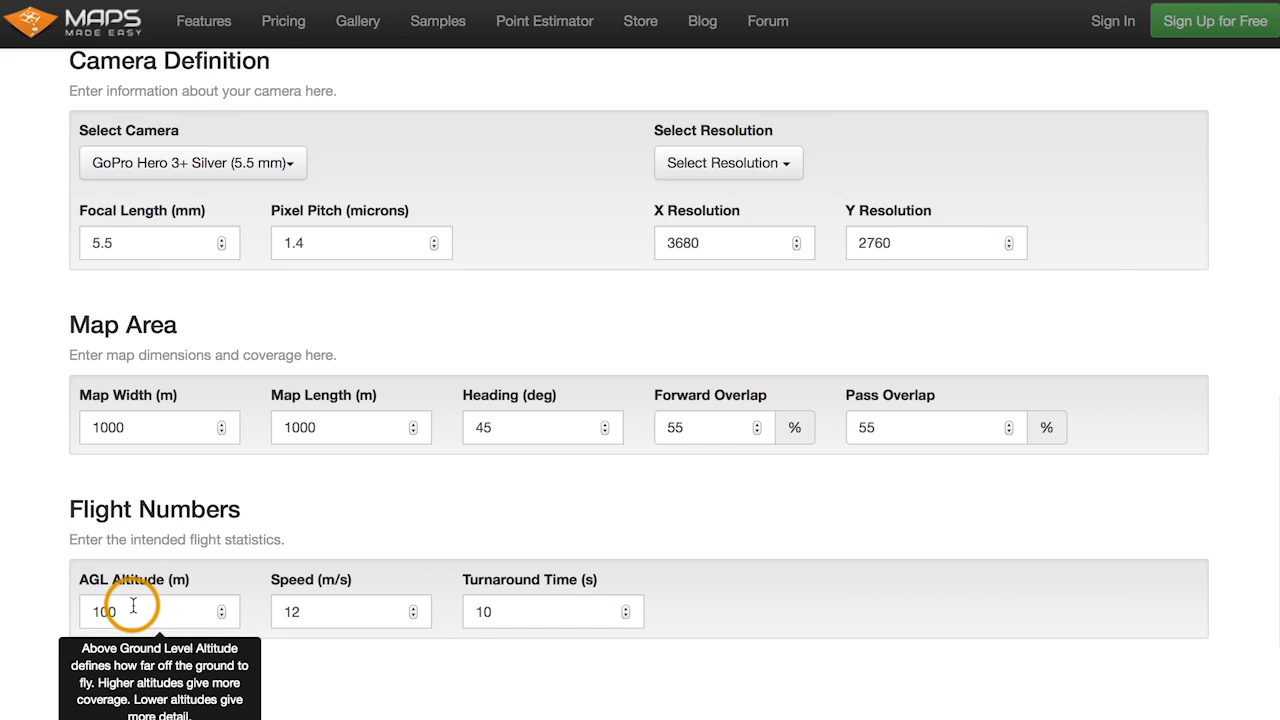 MAPS
MADE EASY
Features Pricing Gallery Samples Point Estimator Store Blog Forum Sign In Sign Up for Free
Camera Definition
Enter information about your camera here.
Select Camera Select Resolution
GoPro Hero 3+ Silver (5.5 mm) Select Resolution
Focal Length (mm) Pixel Pitch (microns) X Resolution Y Resolution
5.5 1.4 3680 2760
Map Area
Enter map dimensions and coverage here.
Map Width (m) Map Length (m) Heading (deg) Forward Overlap Pass Overlap
1000 1000 45 55 % 55 %
Flight Numbers
Enter the intended flight statistics.
AGL Altitude (m) Speed (m/s) Turnaround Time (s)
100 12 10
Above Ground Level Altitude
defines how far off the ground to
fly. Higher altitudes give more
coverage. Lower altitudes give
more detail.